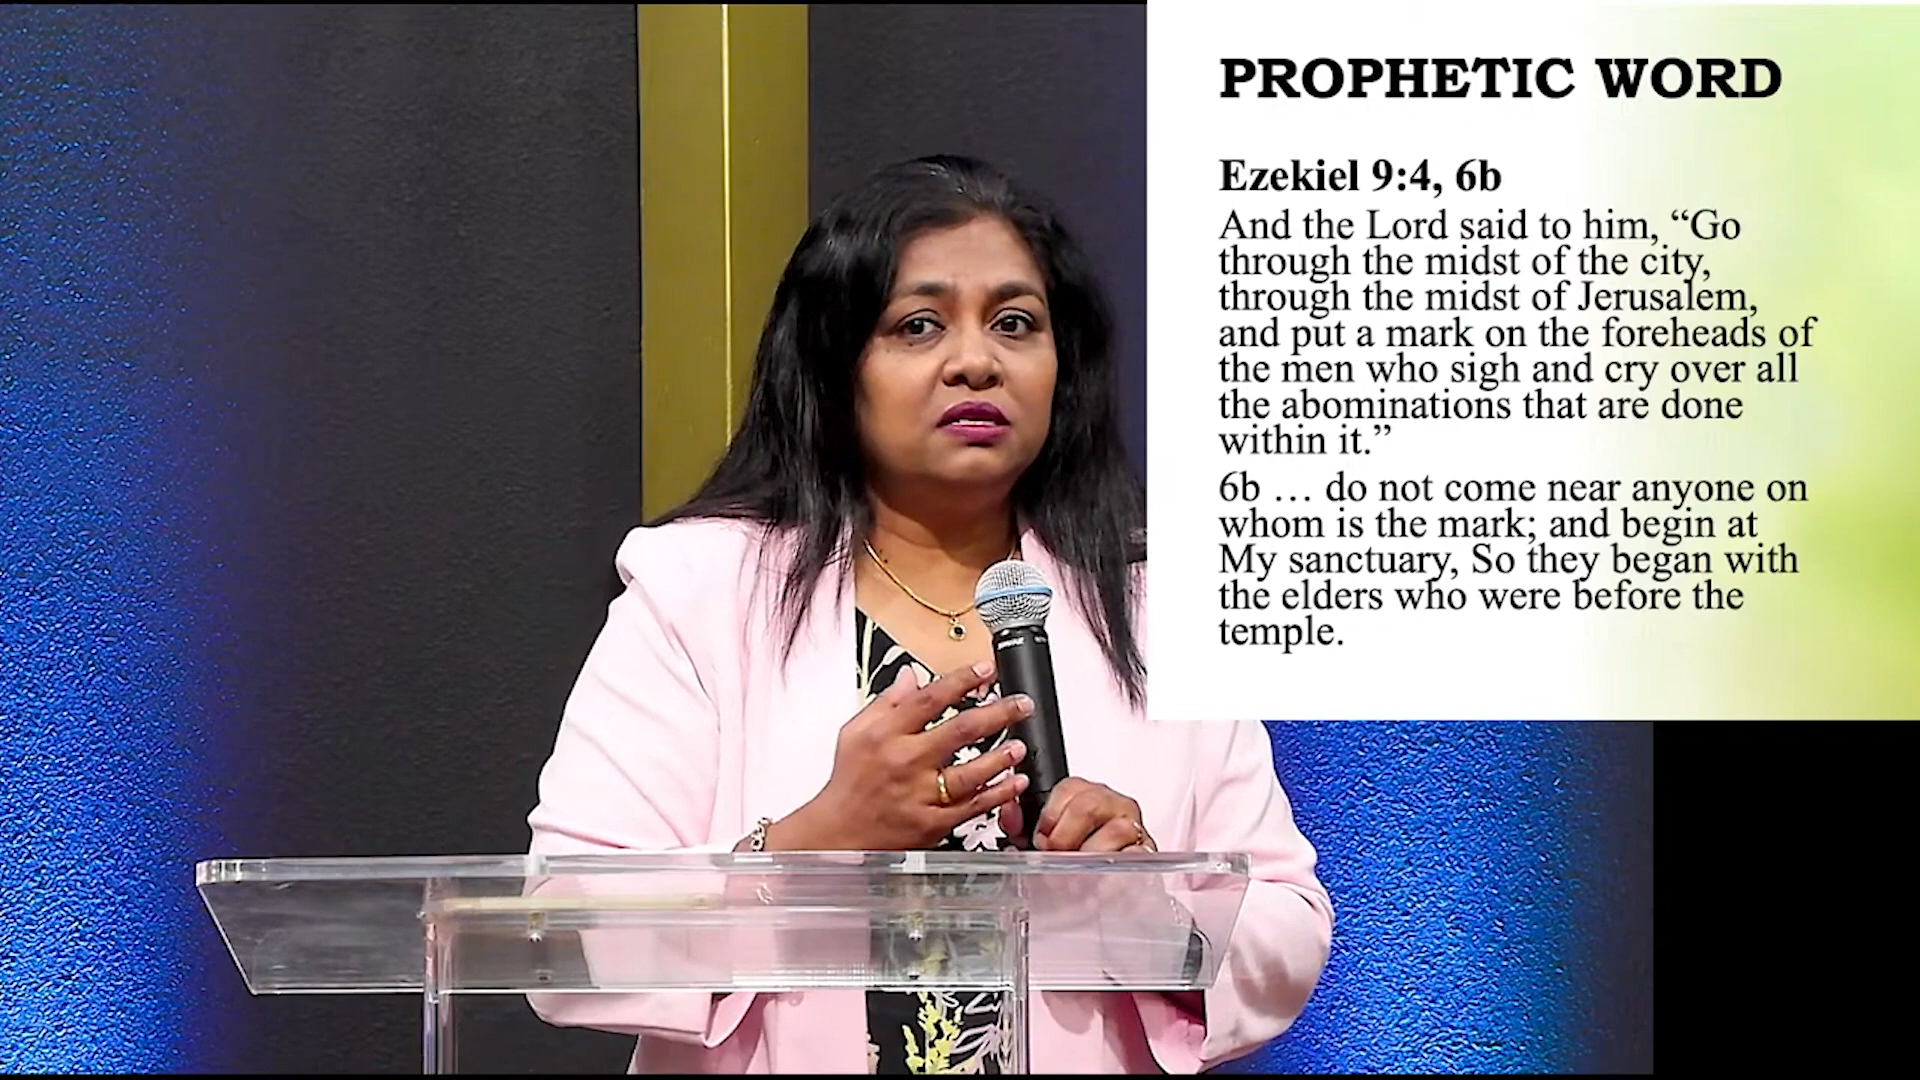 PROPHETIC WORD
Ezekiel 9:4, 6b
And the Lord said to him, “Go
through the midst of the city,
through the midst of Jerusalem,
and put a mark on the foreheads of
the men who sigh and cry over all
the abominations that are done
within it.”
6b … do not come near anyone on
whom is the mark; and begin at
My sanctuary, So they began with
the elders who were before the
temple.